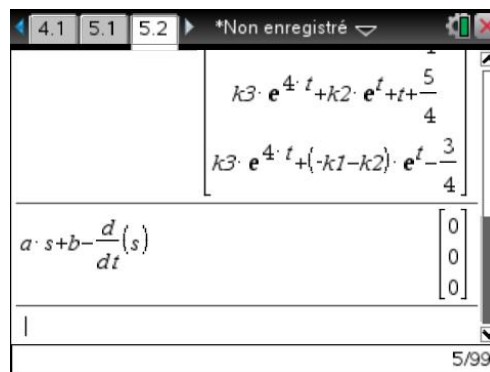 4.1 5.1 5.2 *Non enregistré
k3·e^4·t+k2·e^t+t+5/4
k3·e^4·t+(-k1-k2)·e^t-3/4
a·s+b-d/dt(s) [0
0
0]
5/99